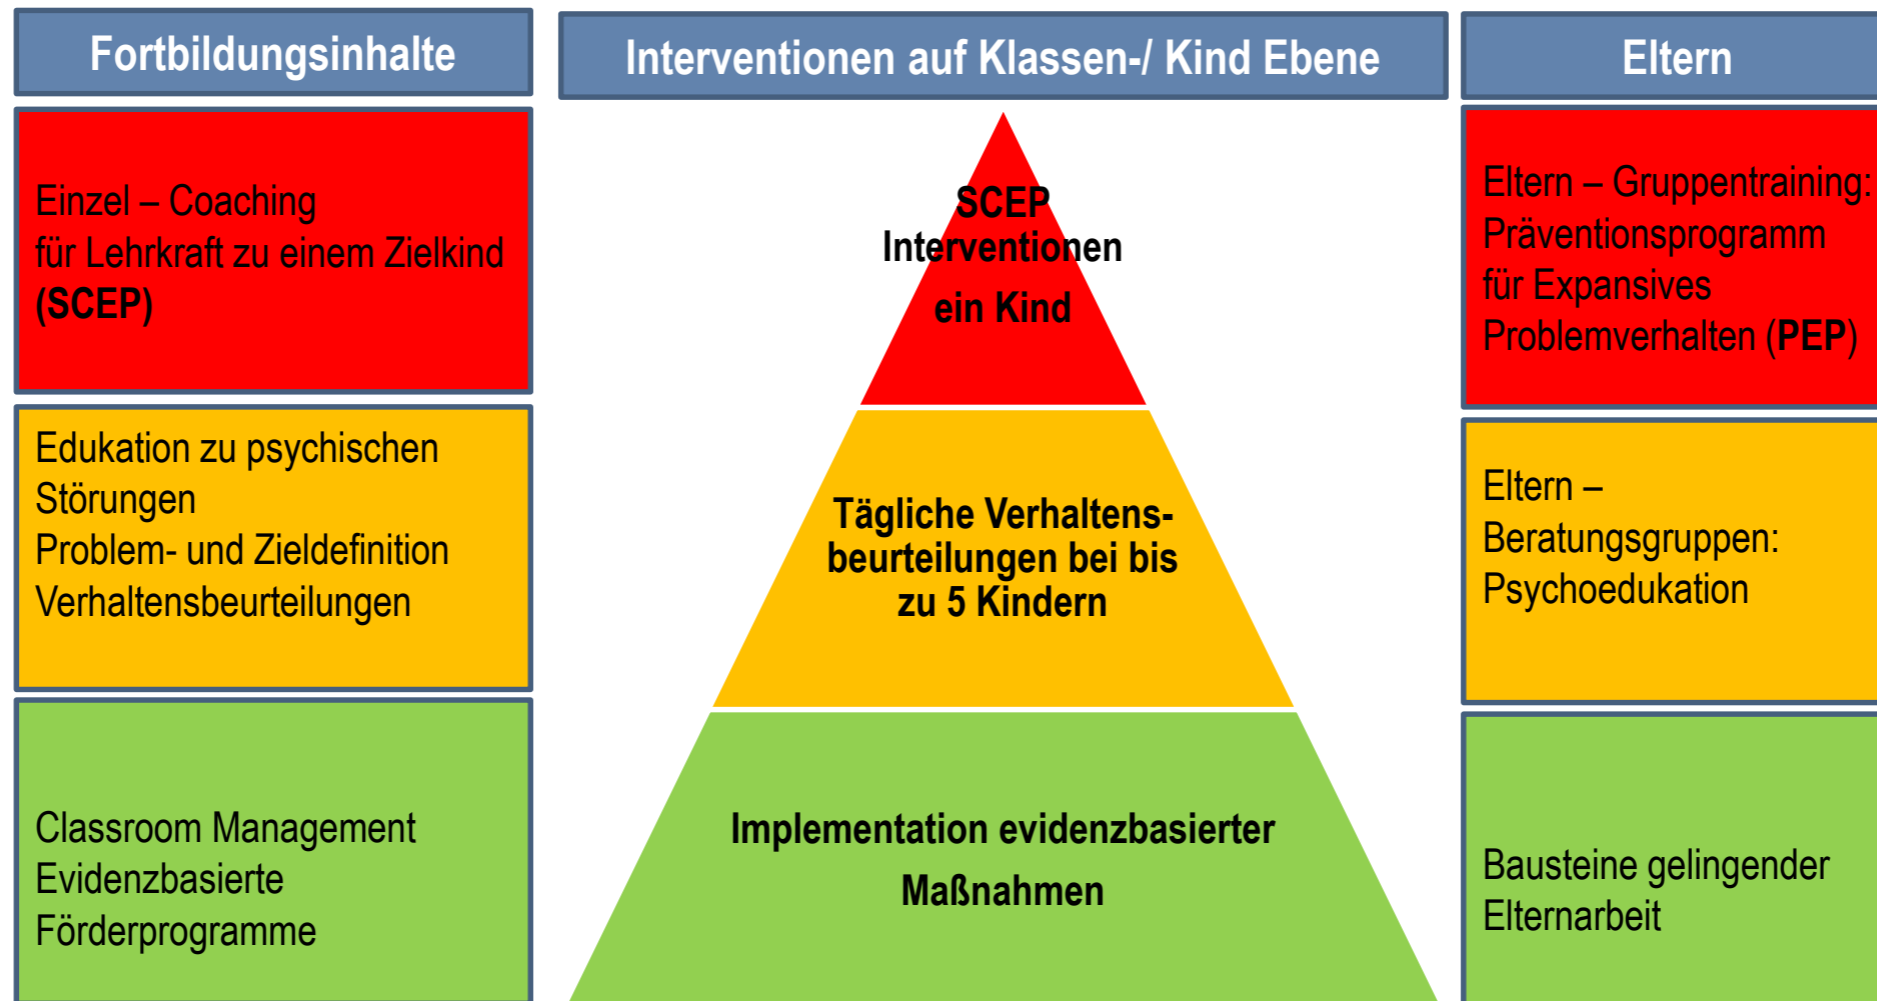 Fortbildungsinhalte
Interventionen auf Klassen-/ Kind Ebene
Eltern
Einzel – Coaching
für Lehrkraft zu einem Zielkind
(SCEP)
SCEP
Interventionen
ein Kind
Eltern – Gruppentraining:
Präventionsprogramm
für Expansives
Problemverhalten (PEP)
Edukation zu psychischen
Störungen
Problem- und Zieldefinition
Verhaltensbeurteilungen
Tägliche Verhaltens-
beurteilungen bei bis
zu 5 Kindern
Eltern –
Beratungsgruppen:
Psychoedukation
Classroom Management
Evidenzbasierte
Förderprogramme
Implementation evidenzbasierter
Maßnahmen
Bausteine gelingender
Elternarbeit